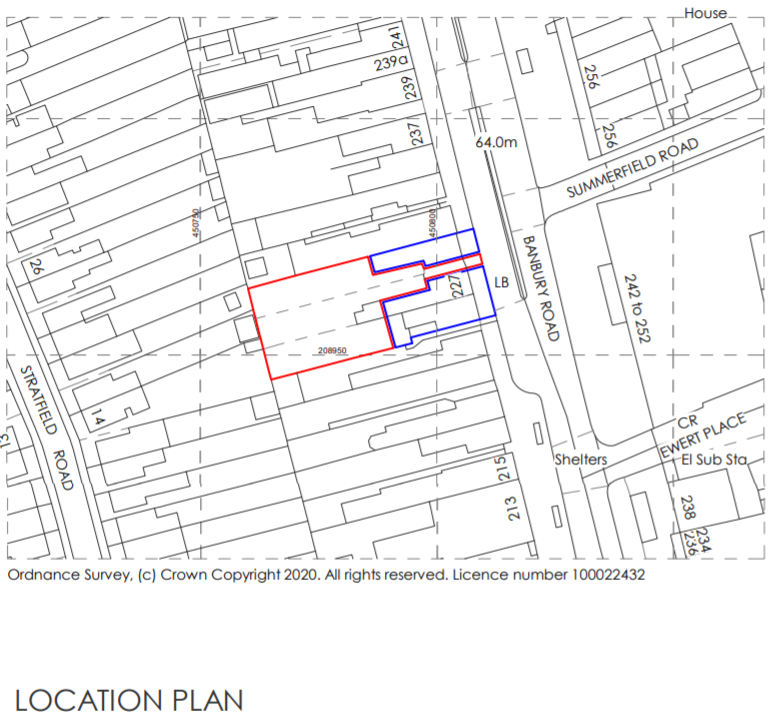 House
241
239a
239
256
237
256
64.0m
SUMMERFIELD ROAD
450750
450800
26
BANBURY ROAD
227
LB
242 to 252
208950
STRATFIELD ROAD
14
CR
EWERT PLACE
Shelters
El Sub Sta
215
213
238
234
236
13
Ordnance Survey, (c) Crown Copyright 2020. All rights reserved. Licence number 100022432
LOCATION PLAN